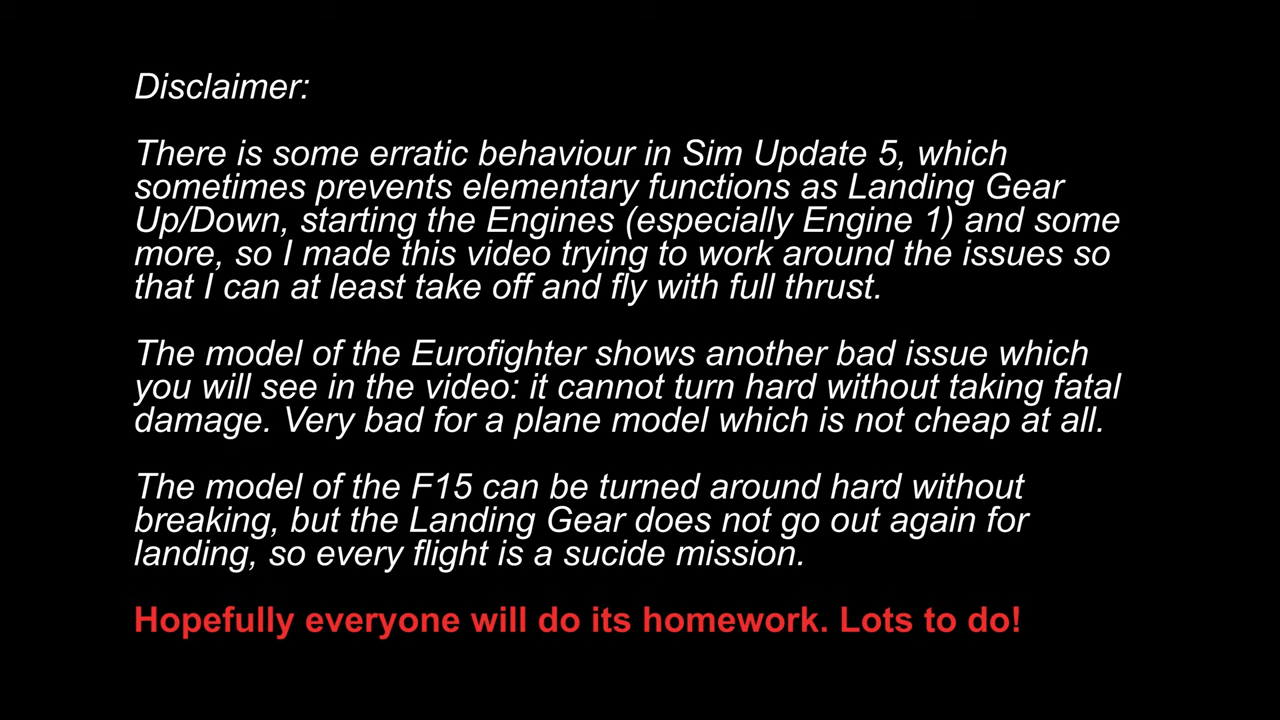 Disclaimer:
There is some erratic behaviour in Sim Update 5, which
sometimes prevents elementary functions as Landing Gear
Up/Down, starting the Engines (especially Engine 1) and some
more, so I made this video trying to work around the issues so
that I can at least take off and fly with full thrust.
The model of the Eurofighter shows another bad issue which
you will see in the video: it cannot turn hard without taking fatal
damage. Very bad for a plane model which is not cheap at all.
The model of the F15 can be turned around hard without
breaking, but the Landing Gear does not go out again for
landing, so every flight is a sucide mission.
Hopefully everyone will do its homework. Lots to do!